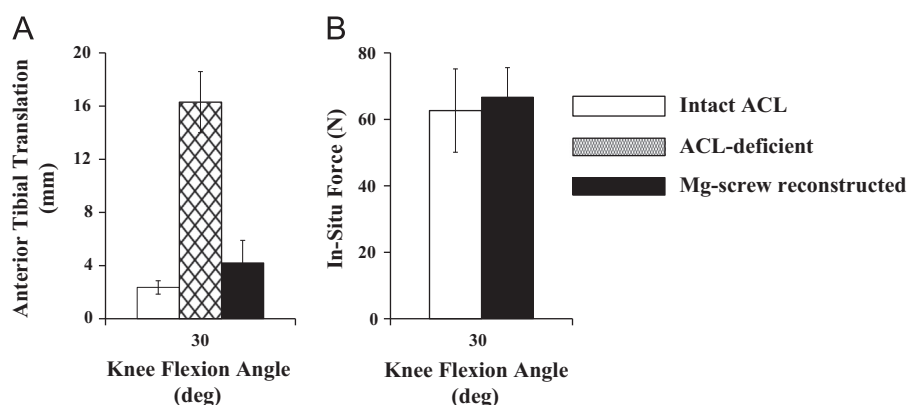 A
Anterior Tibial Translation
(mm)
20
16
12
8
4
0
30
Knee Flexion Angle
(deg)
B
In-Situ Force (N)
80
60
40
20
0
30
Knee Flexion Angle
(deg)
Intact ACL
ACL-deficient
Mg-screw reconstructed